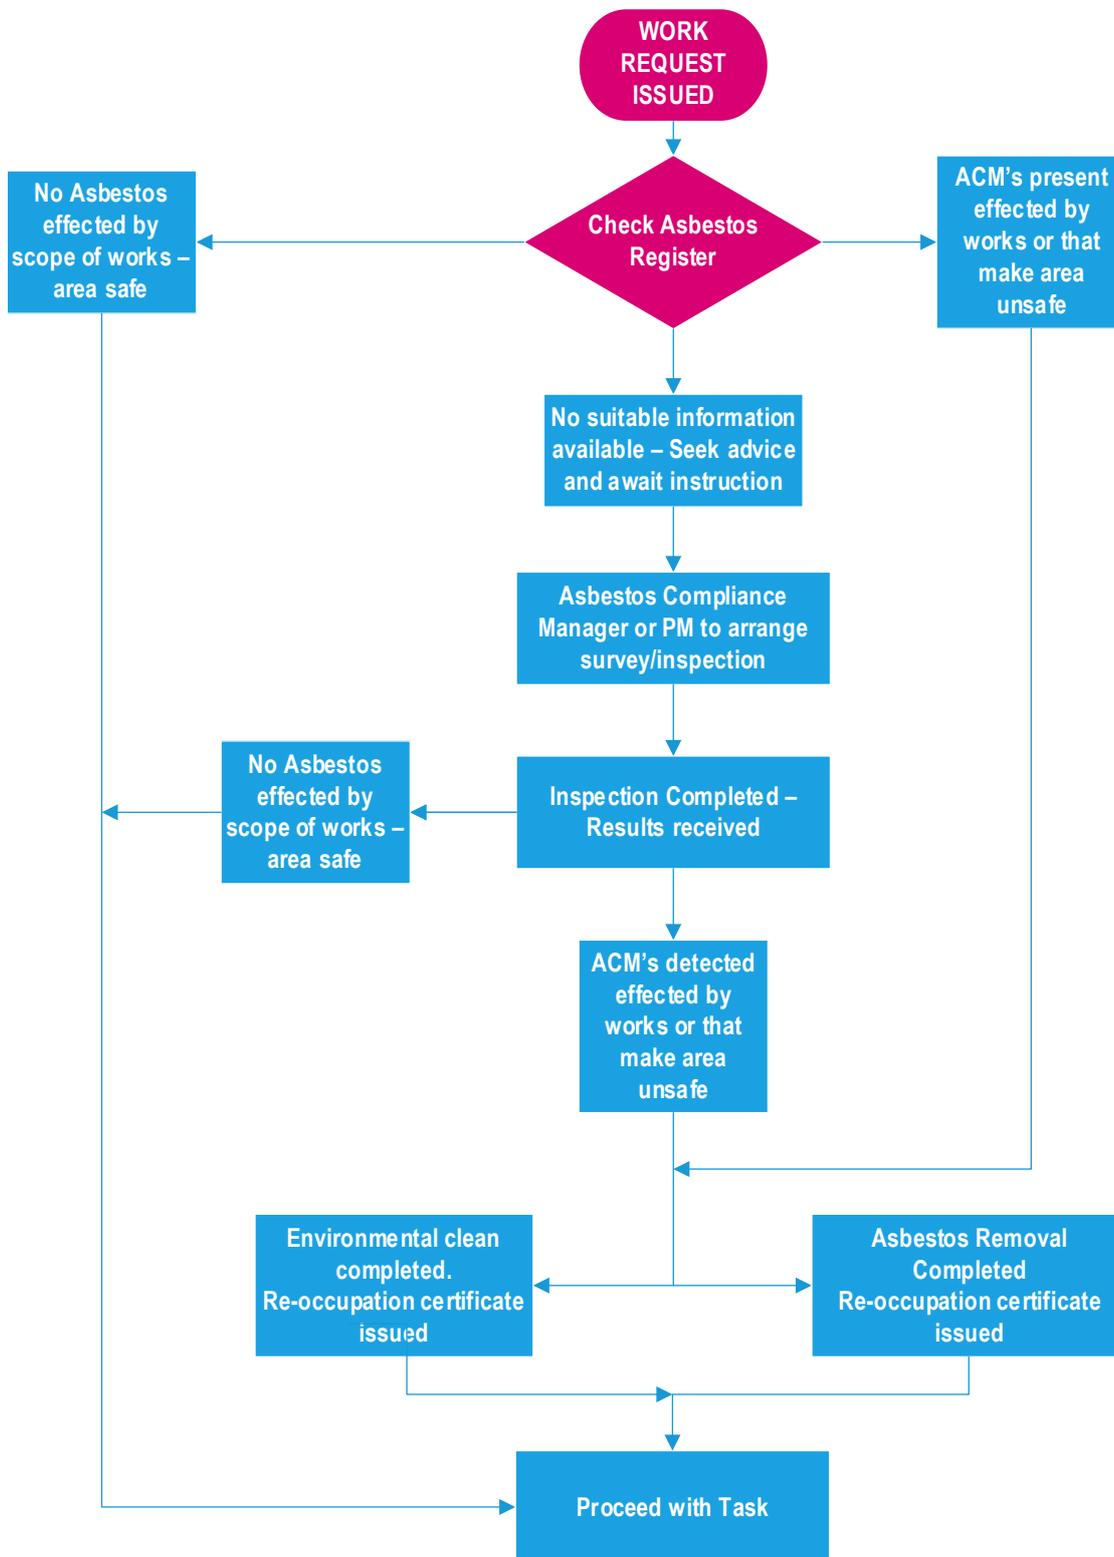 WORK
REQUEST
ISSUED
No Asbestos
effected by
scope of works –
area safe
Check Asbestos
Register
ACM’s present
effected by
works or that
make area
unsafe
No suitable information
available – Seek advice
and await instruction
Asbestos Compliance
Manager or PM to arrange
survey/inspection
No Asbestos
effected by
scope of works –
area safe
Inspection Completed –
Results received
ACM’s detected
effected by
works or that
make area
unsafe
Environmental clean
completed.
Re-occupation certificate
issued
Asbestos Removal
Completed
Re-occupation certificate
issued
Proceed with Task